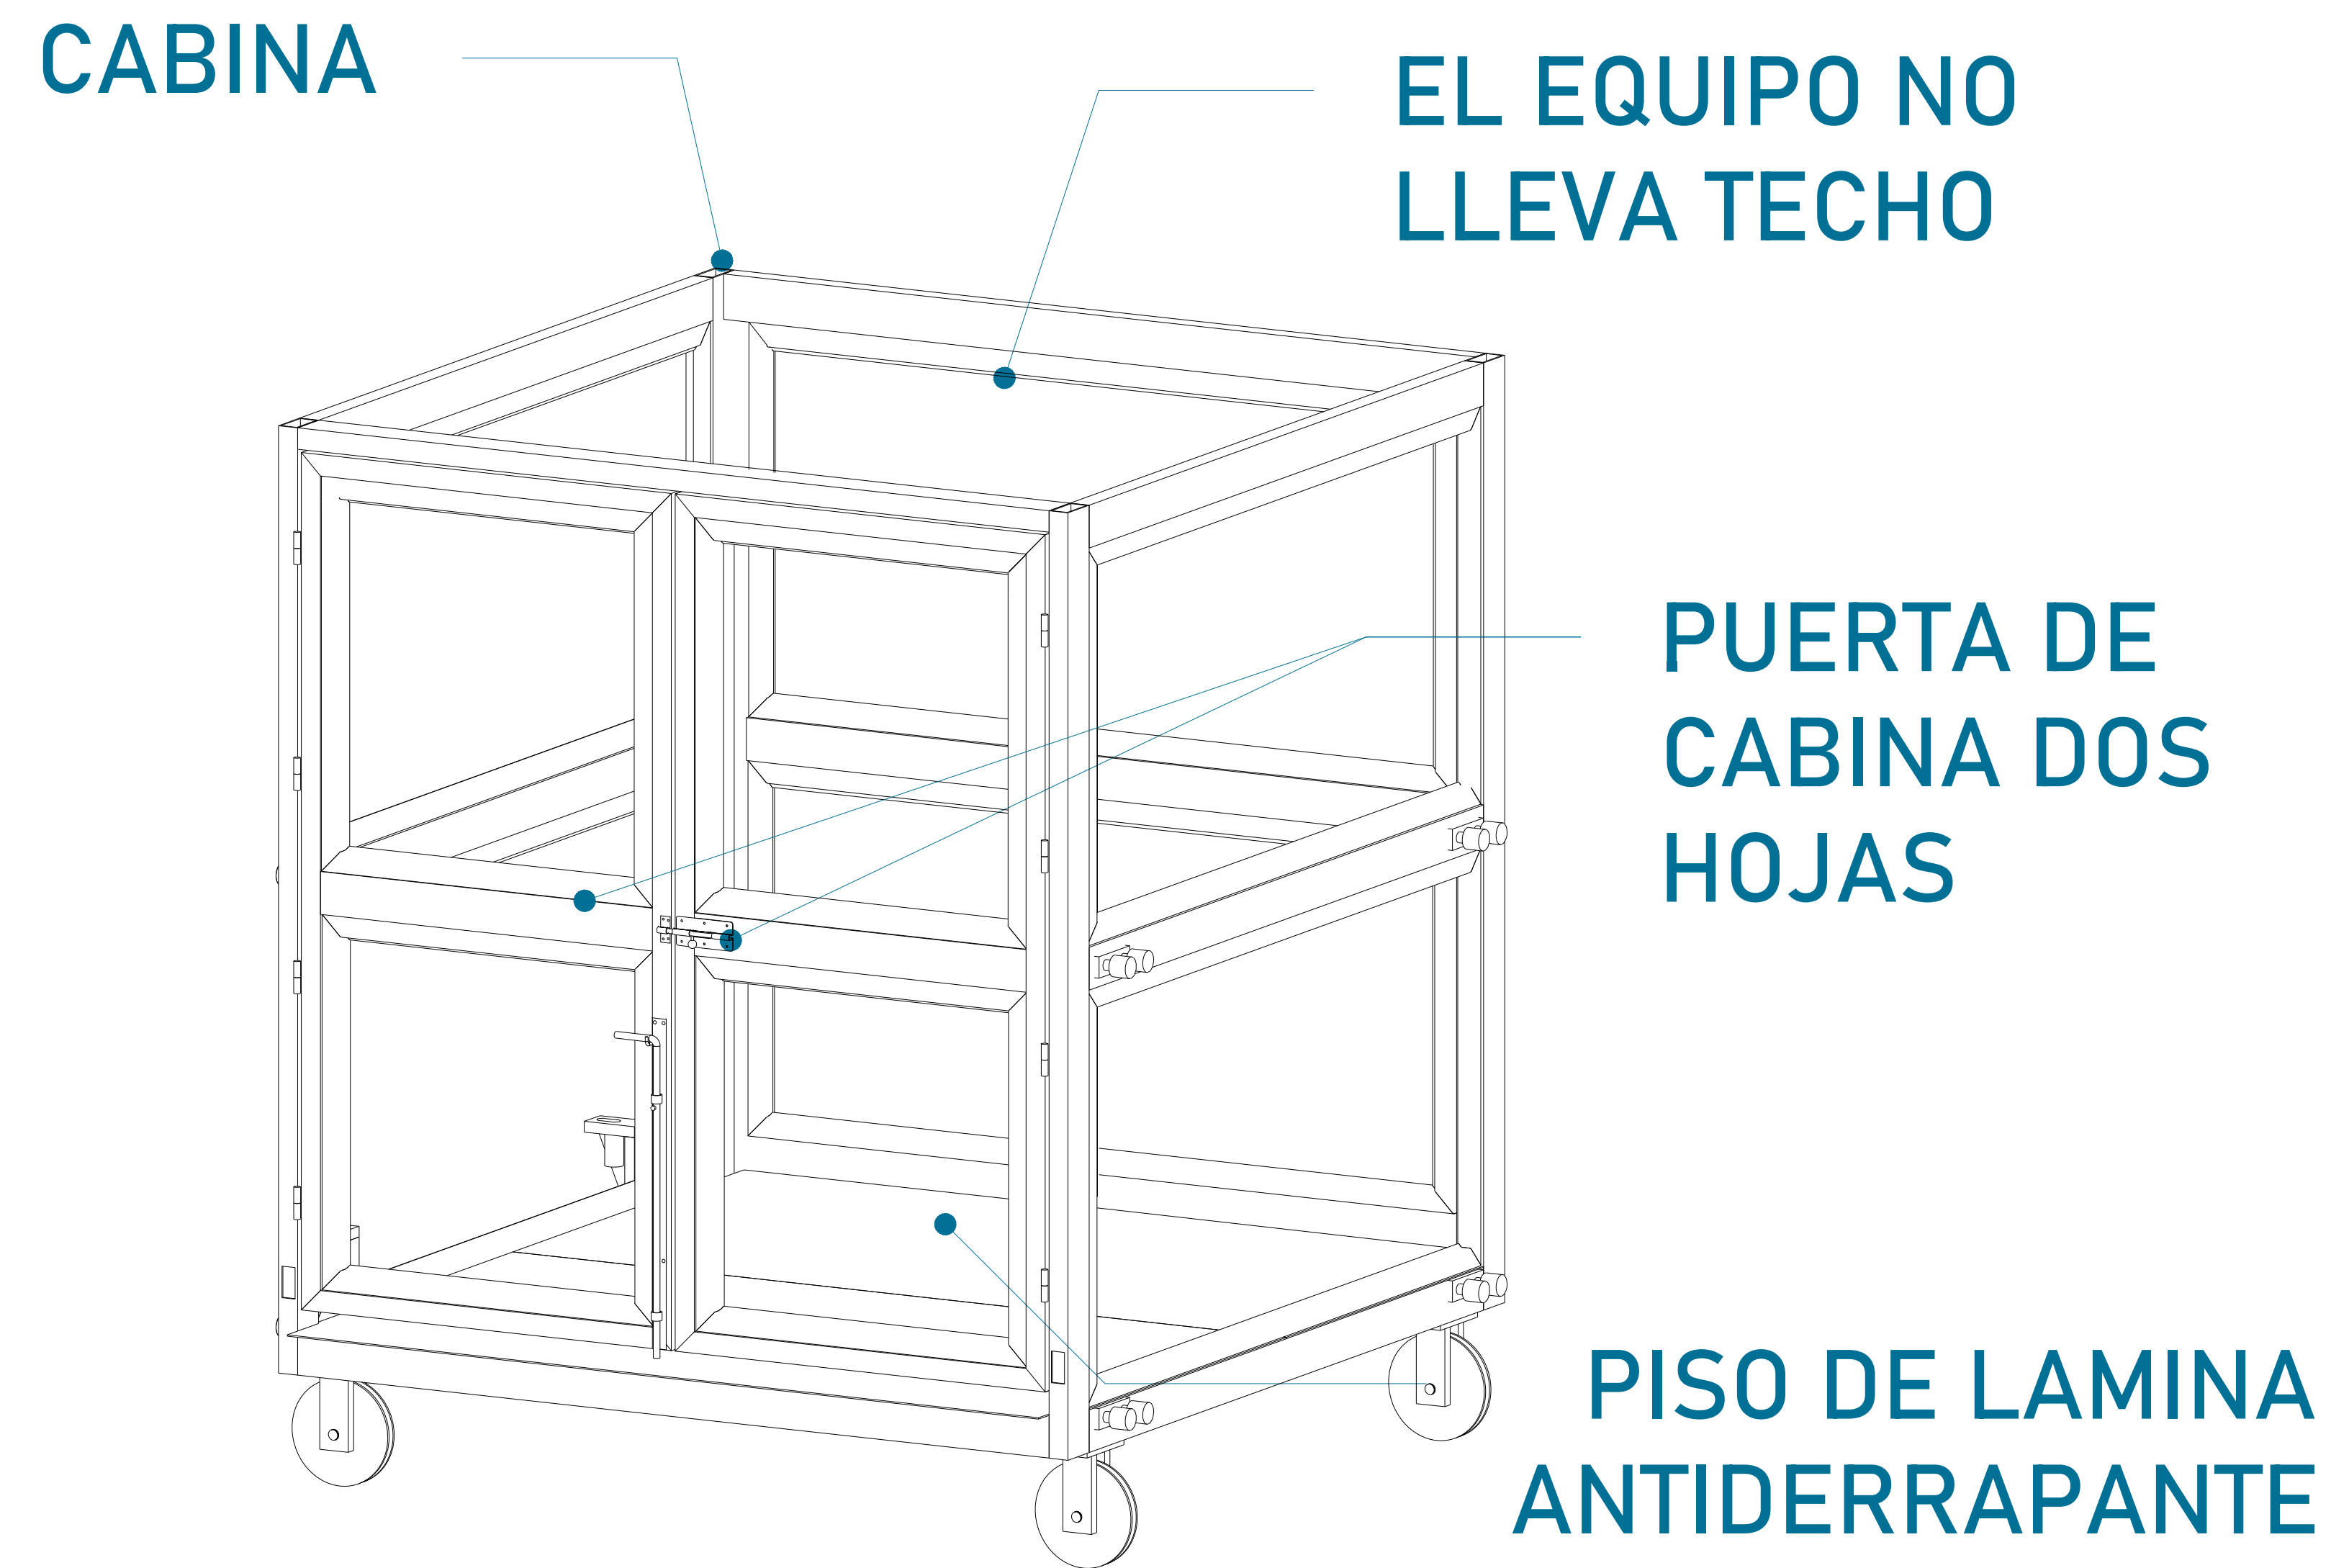 CABINA
EL EQUIPO NO
LLEVA TECHO
PUERTA DE
CABINA DOS
HOJAS
PISO DE LAMINA
ANTIDERRAPANTE